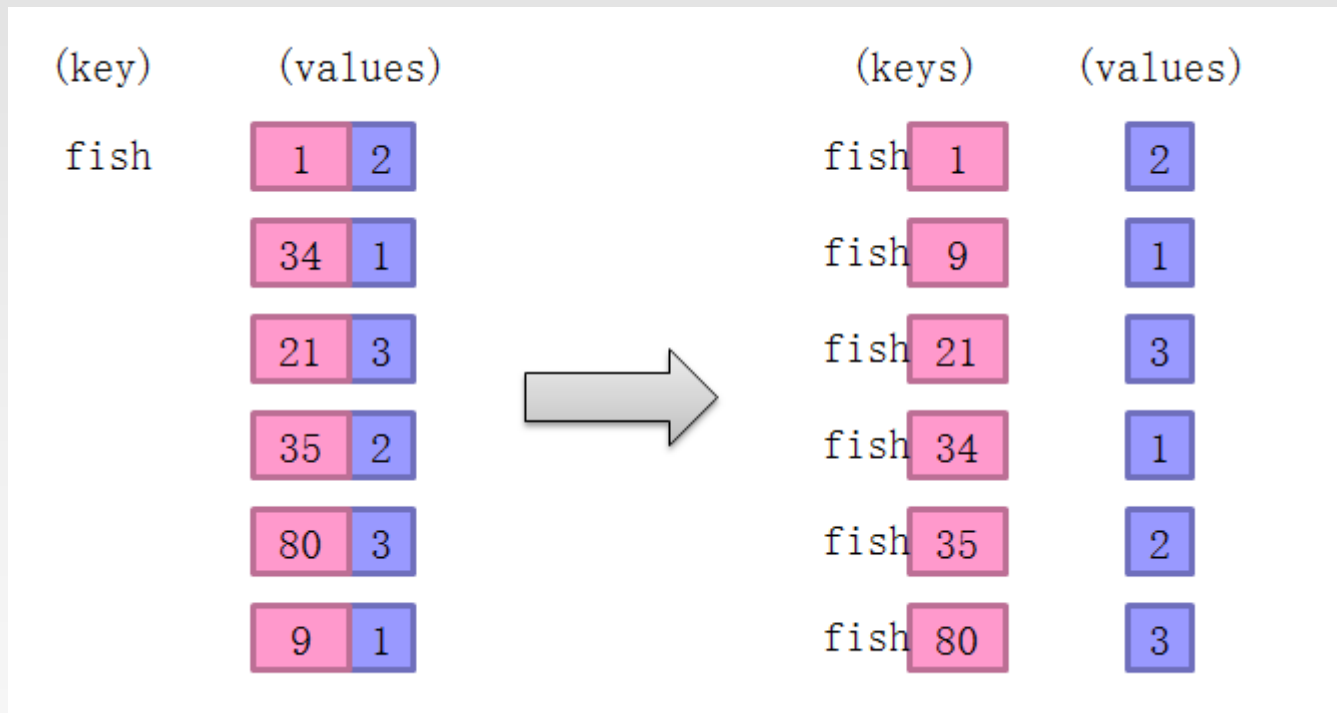 (key) (values) (keys) (values)
fish 1 2 fish 1 2
34 1 fish 9 1
21 3 fish 21 3
35 2 fish 34 1
80 3 fish 35 2
9 1 fish 80 3